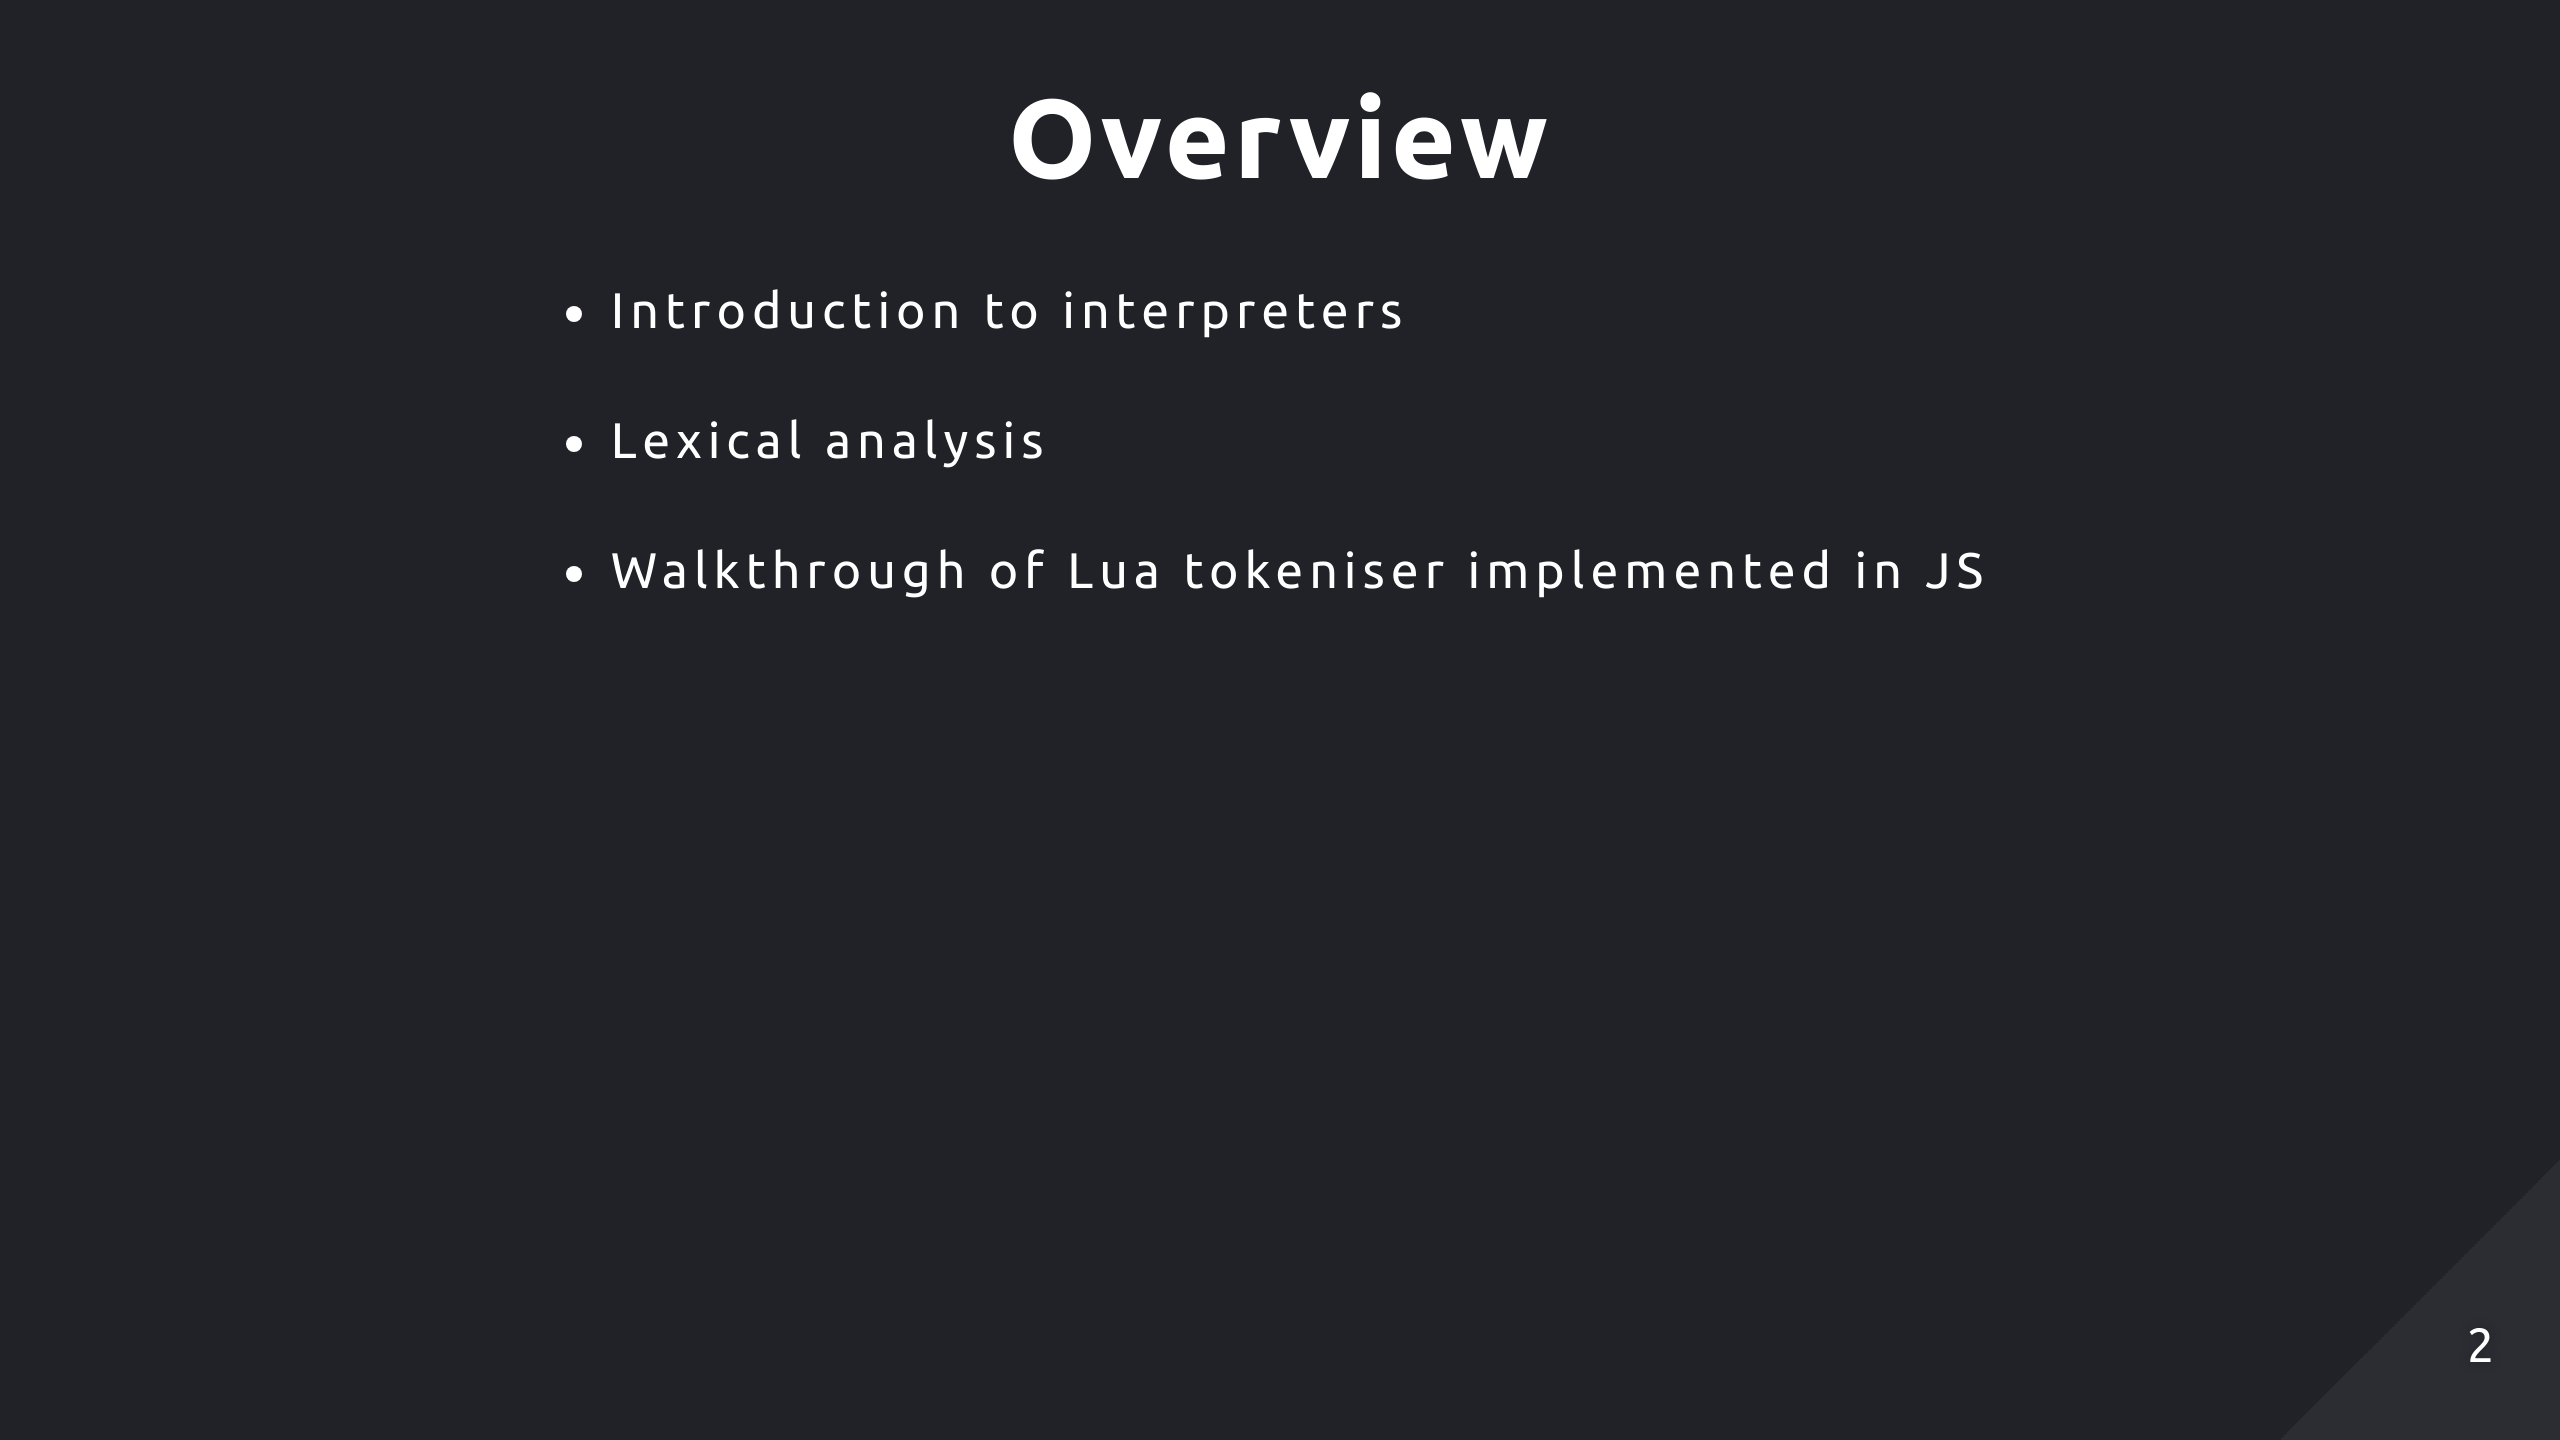 Overview
• Introduction to interpreters
• Lexical analysis
• Walkthrough of Lua tokeniser implemented in JS
2